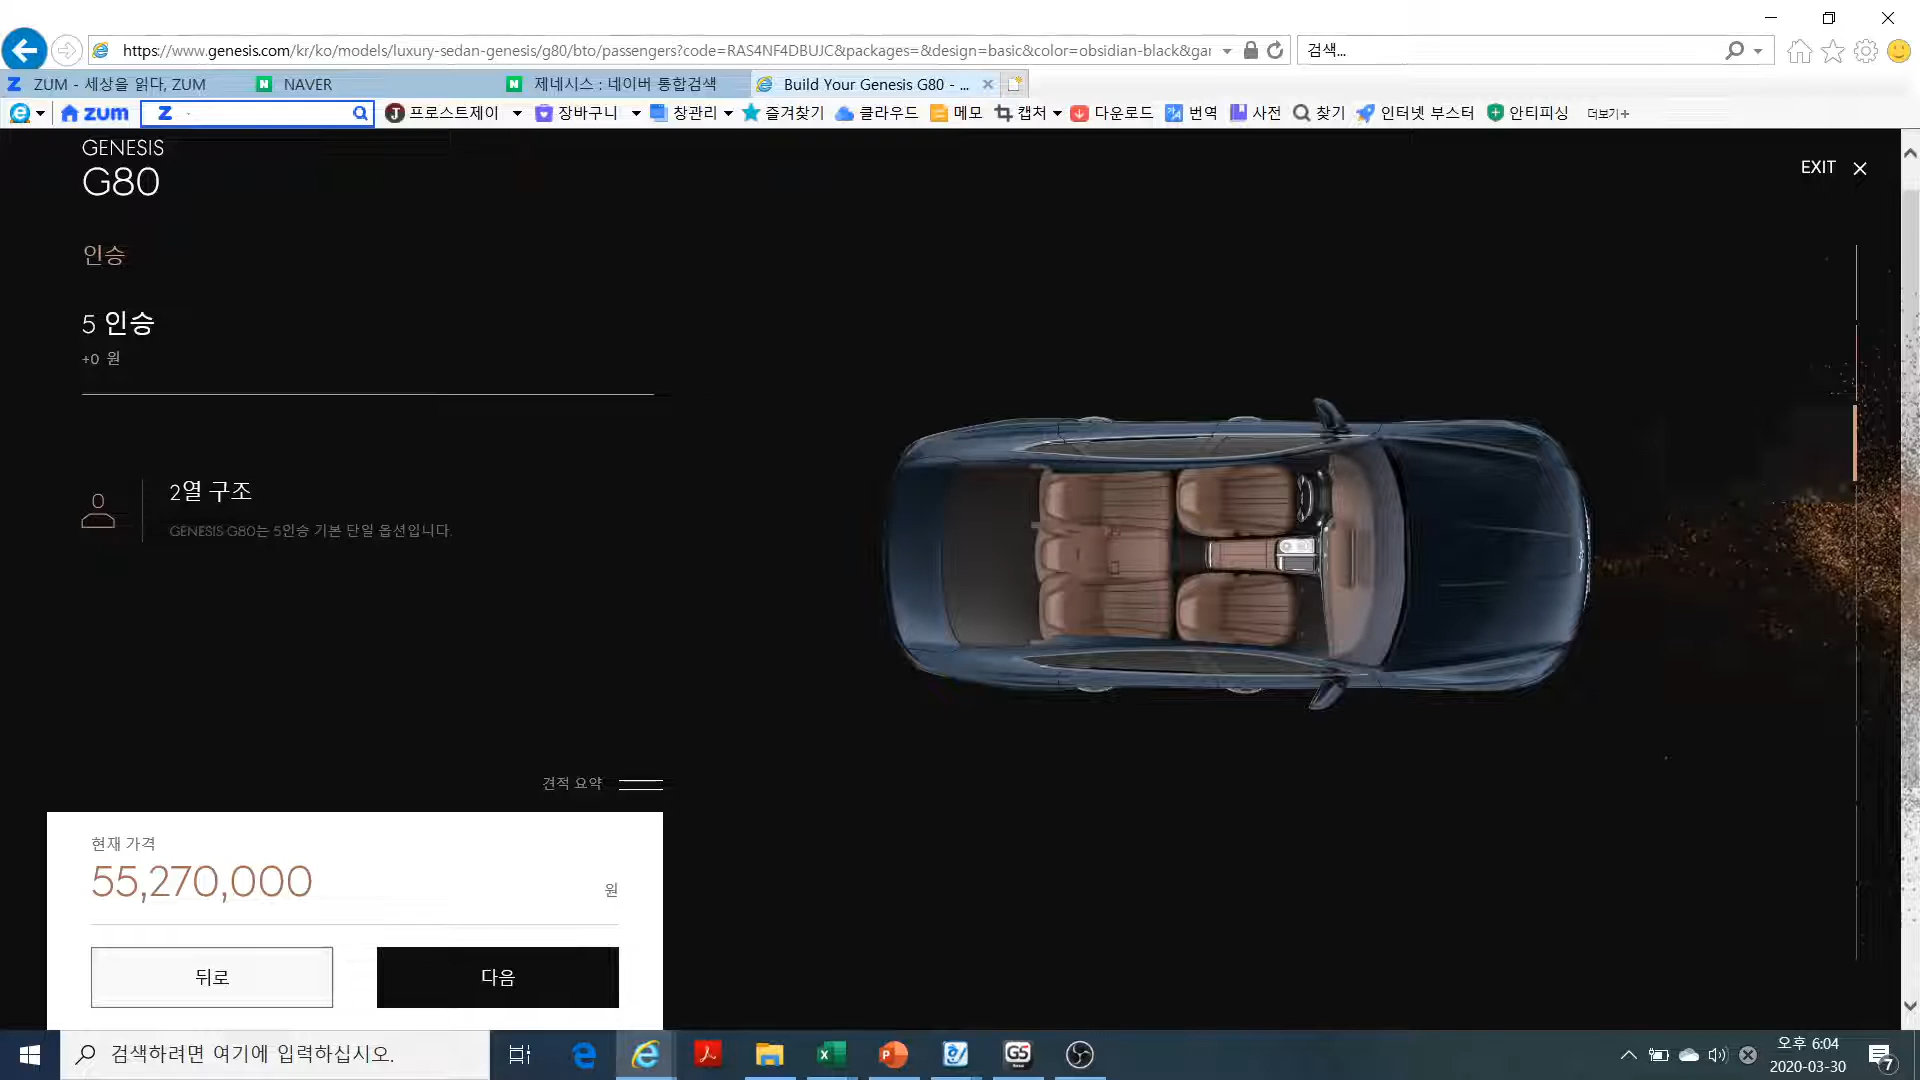 https://www.genesis.com/kr/ko/models/luxury-sedan-genesis/g80/bto/passengers?code=RAS4NF4DBUJC&packages=&design=basic&color=obsidian-black&gar
검색...
ZUM - 세상을 읽다, ZUM
NAVER
제네시스 : 네이버 통합검색
Build Your Genesis G80 - ...
zum
프로스트제이
장바구니
창관리
즐겨찾기
클라우드
메모
캡처
다운로드
번역
사전
찾기
인터넷 부스터
안티피싱
더보기+
GENESIS
G80
EXIT
인승
5 인승
+0 원
2열 구조
GENESIS G80는 5인승 기본 단일 옵션입니다.
견적 요약
현재 가격
55,270,000
원
뒤로
다음
검색하려면 여기에 입력하십시오.
오후 6:04
2020-03-30
7